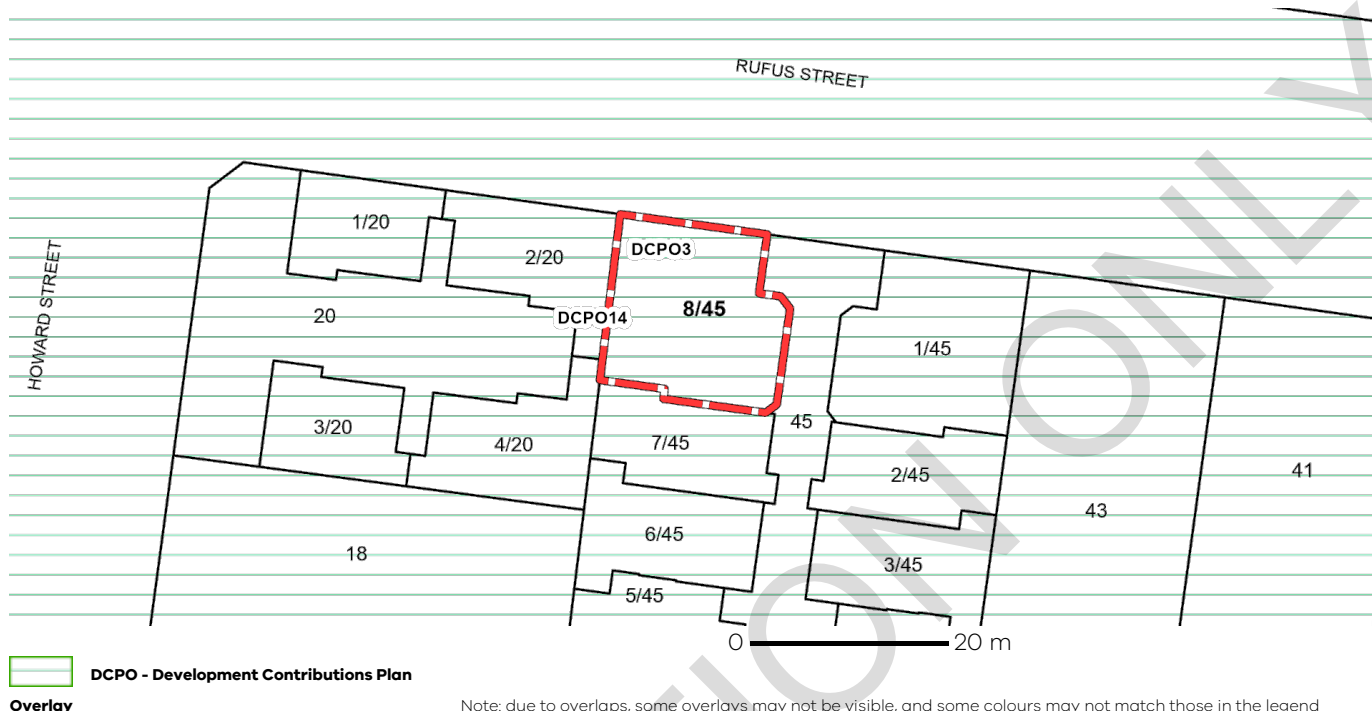 RUFUS STREET
HOWARD STREET
1/20
2/20
DCPO3
DCPO14
8/45
20
1/45
3/20
4/20
7/45
45
2/45
41
43
18
6/45
3/45
5/45
0 20 m
DCPO - Development Contributions Plan
Overlay
Note: due to overlaps, some overlays may not be visible, and some colours may not match those in the legend
TION ONLY